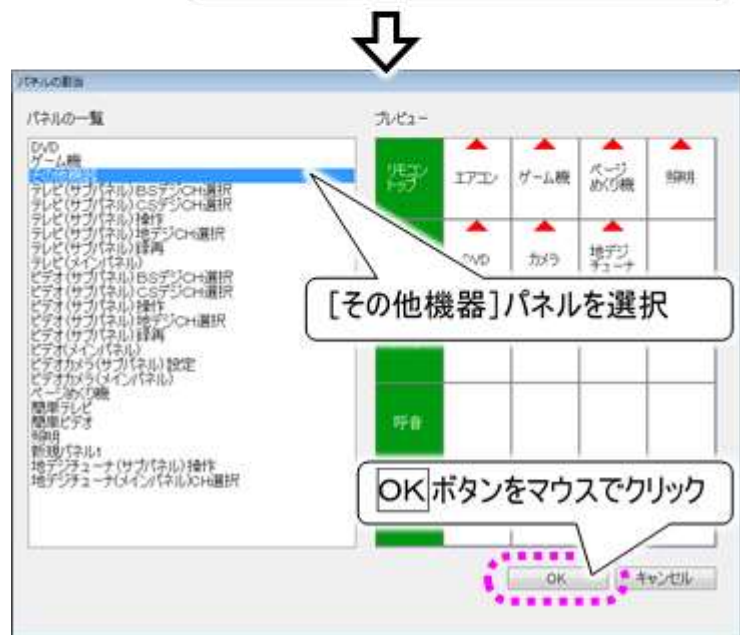 パネルの割当
パネルの一覧
プレビュー
DVD
ゲーム機
その他機器
テレビ(サブパネル)BSデジCH選択
テレビ(サブパネル)CSデジCH選択
テレビ(サブパネル)操作
テレビ(サブパネル)地デジCH選択
テレビ(サブパネル)録再
テレビ(メインパネル)
ビデオ(サブパネル)BSデジCH選択
ビデオ(サブパネル)CSデジCH選択
ビデオ(サブパネル)操作
ビデオ(サブパネル)地デジCH選択
ビデオ(サブパネル)録再
ビデオ(メインパネル)
ビデオカメラ(サブパネル)設定
ビデオカメラ(メインパネル)
ページめくり機
簡単テレビ
簡単ビデオ
照明
新規パネル1
地デジチューナ(サブパネル)操作
地デジチューナ(メインパネル)CH選択
リモコン
トップ
エアコン
ゲーム機
ページ
めくり機
照明
DVD
カメラ
地デジ
チューナ
[その他機器]パネルを選択
呼音
OKボタンをマウスでクリック
OK
キャンセル